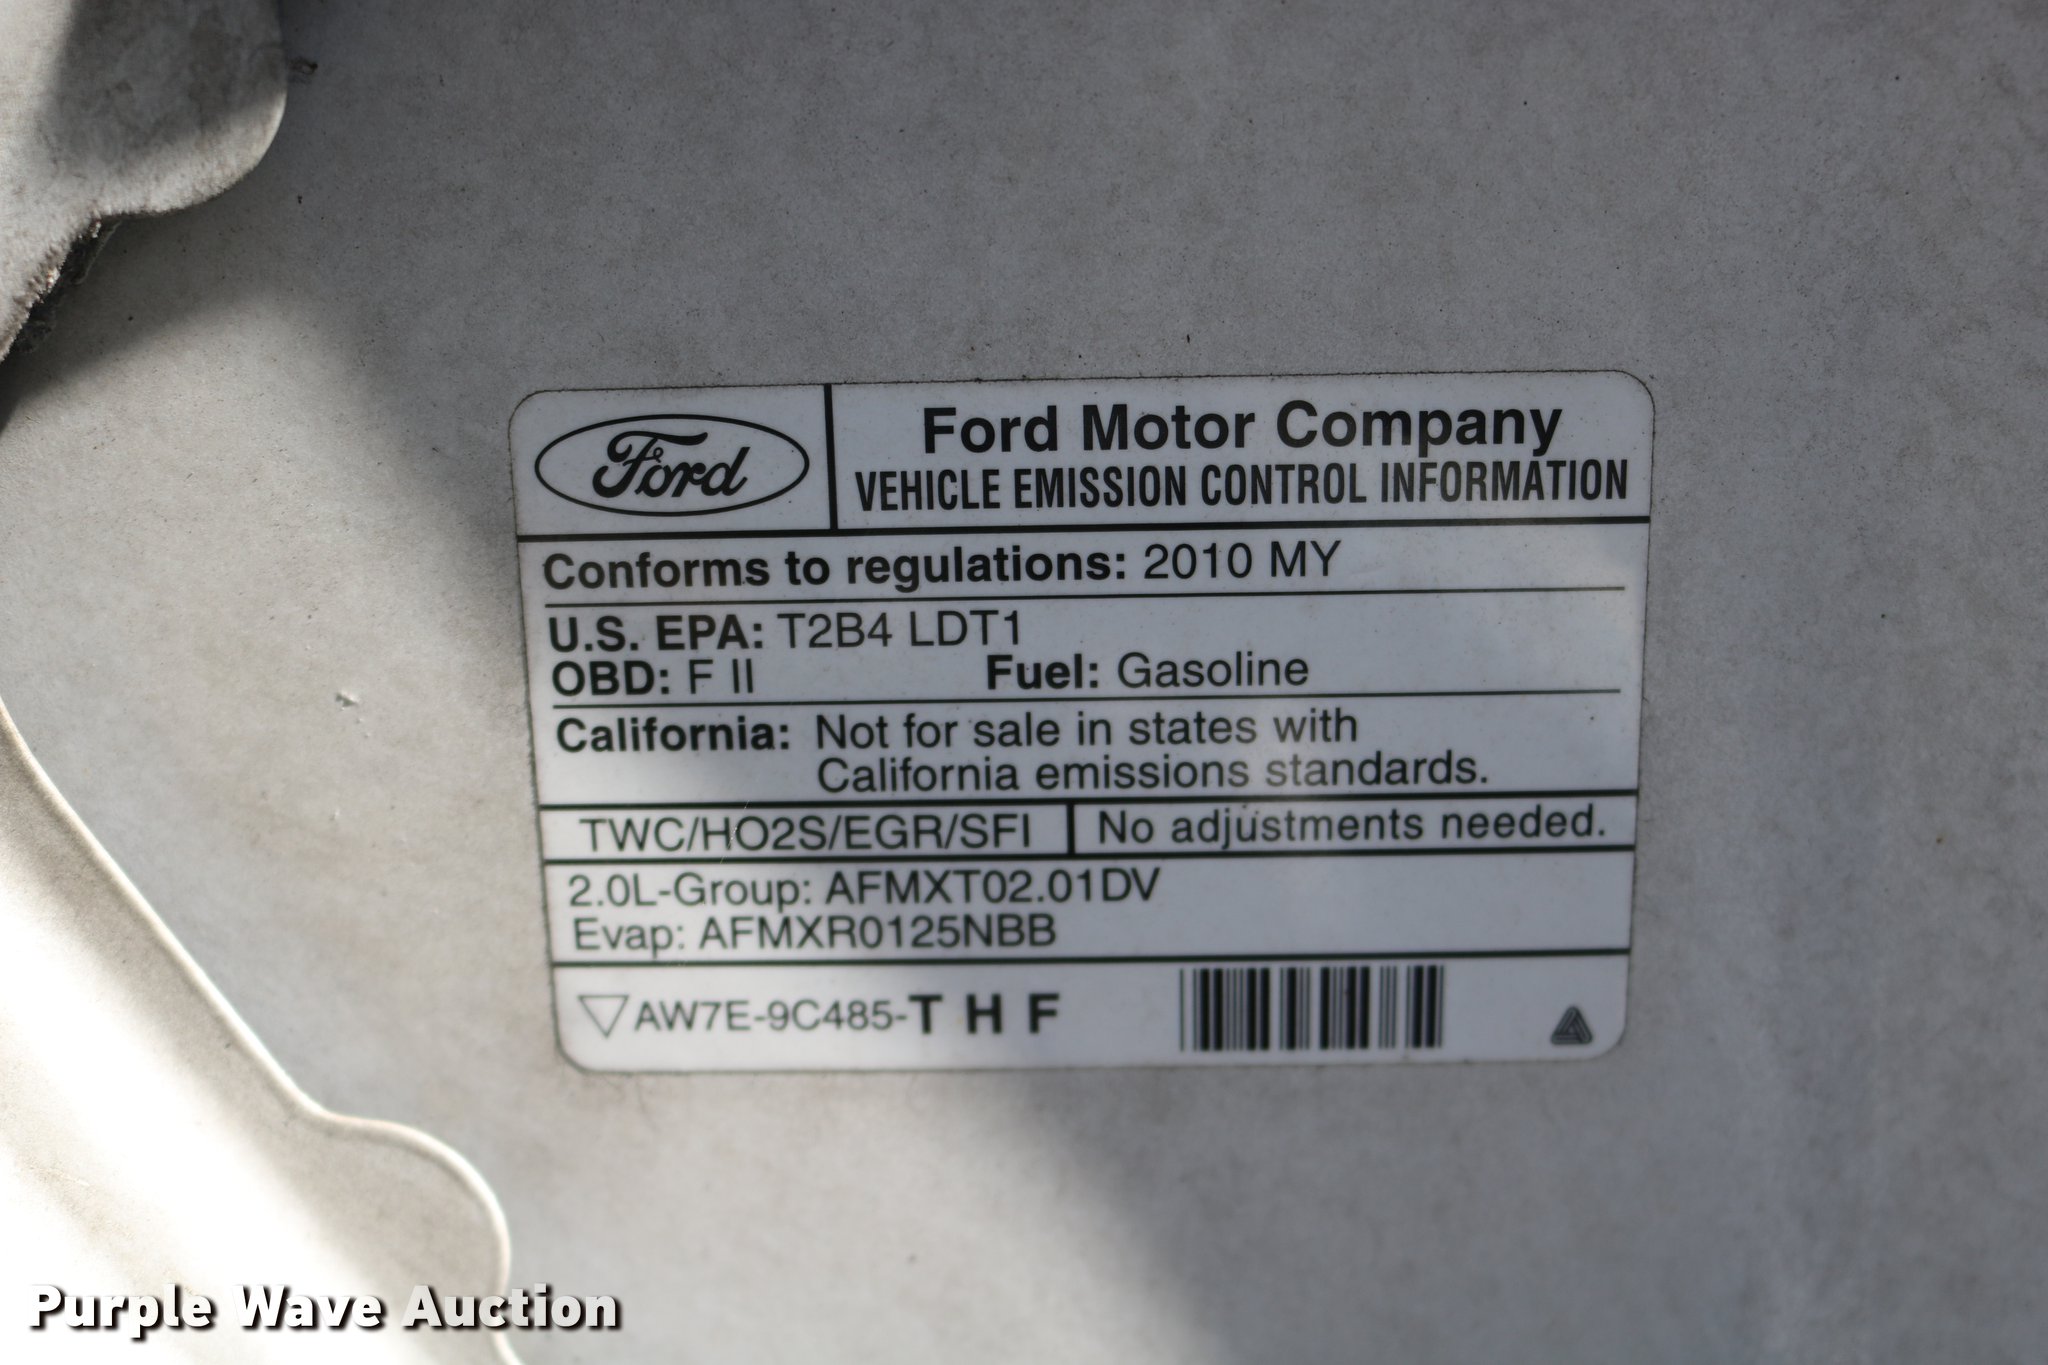 Ford
Ford Motor Company
VEHICLE EMISSION CONTROL INFORMATION
Conforms to regulations: 2010 MY
U.S. EPA: T2B4 LDT1
OBD: F II Fuel: Gasoline
California: Not for sale in states with
California emissions standards.
TWC/HO2S/EGR/SFI
No adjustments needed.
2.0L-Group: AFMXT02.01DV
Evap: AFMXR0125NBB
AW7E-9C485-T H F
Purple Wave Auction